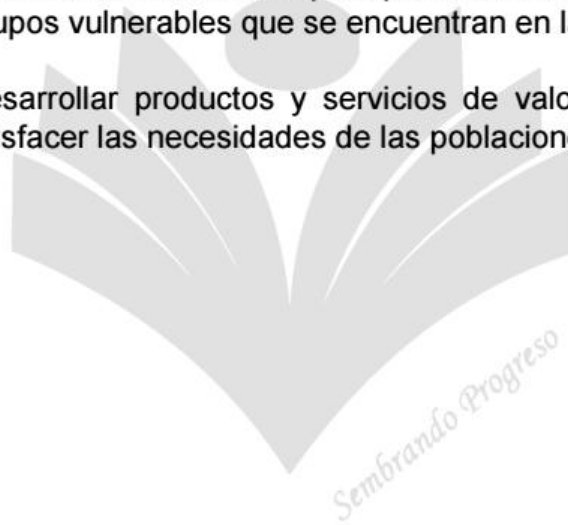 upos vulnerables que se encuentran en la
esarrollar productos y servicios de valo
sfacer las necesidades de las poblacion
Sembrando Progreso